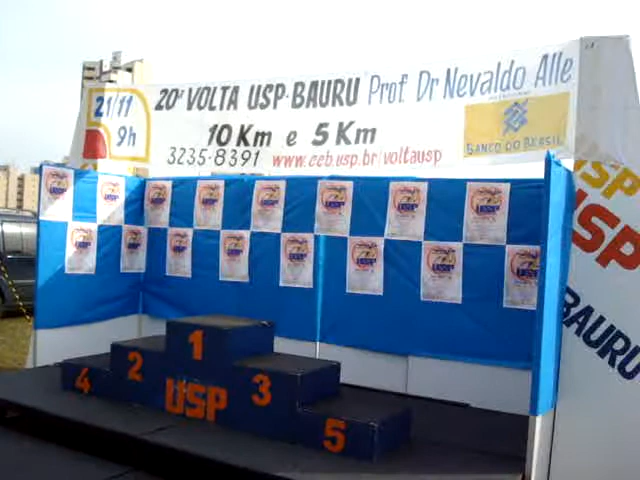 21/11
9h
20ª VOLTA USP-BAURU Prof. Dr Nevaldo Alle
10 Km e 5 Km
3235-8391 www.ceb.usp.br/voltausp
BANCO DO BRASIL
USP
USP
BAURU
1
2
3
4
5
USP